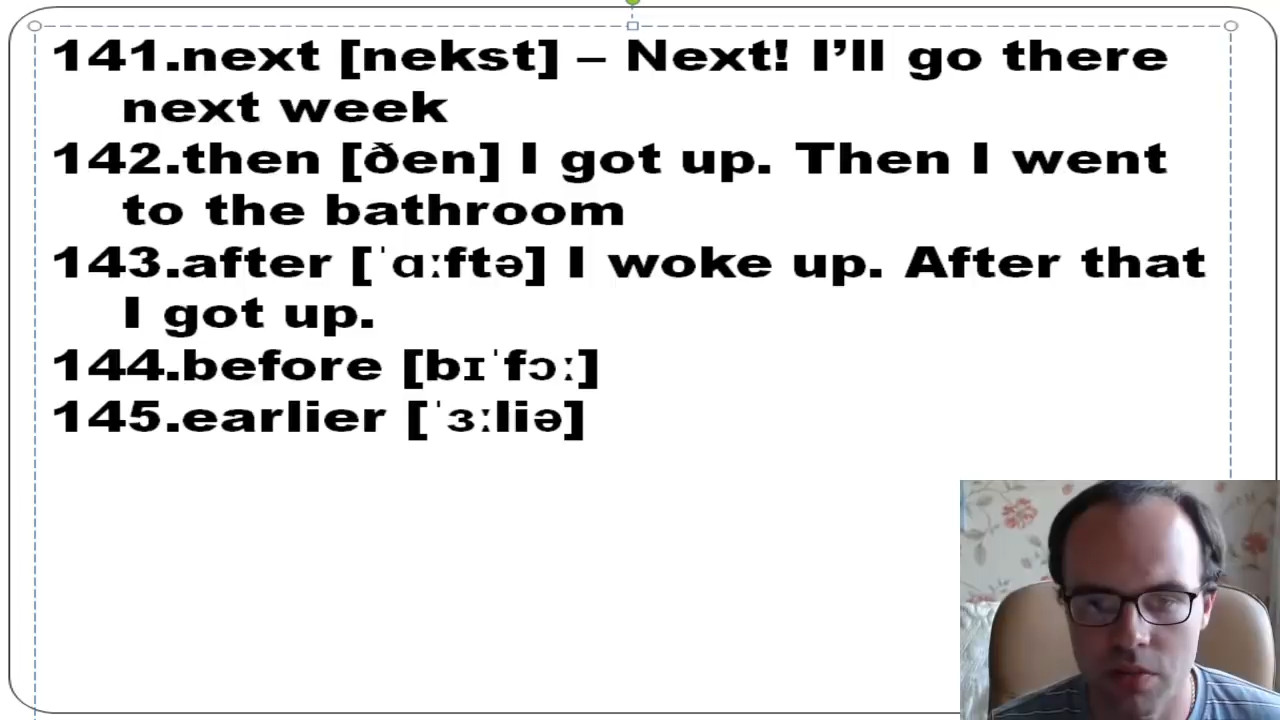 141.next [nekst] – Next! I’ll go there
next week
142.then [ðen] I got up. Then I went
to the bathroom
143.after [ˈɑːftə] I woke up. After that
I got up.
144.before [bɪˈfɔː]
145.earlier [ˈɜːliə]